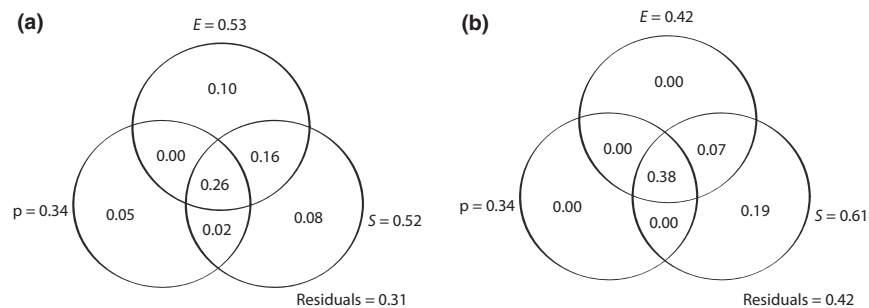 (a)
E = 0.53
0.10
0.00
0.16
0.26
p = 0.34
0.05
0.02
0.08
S = 0.52
Residuals = 0.31
(b)
E = 0.42
0.00
0.00
0.07
0.38
p = 0.34
0.00
0.00
0.19
S = 0.61
Residuals = 0.42